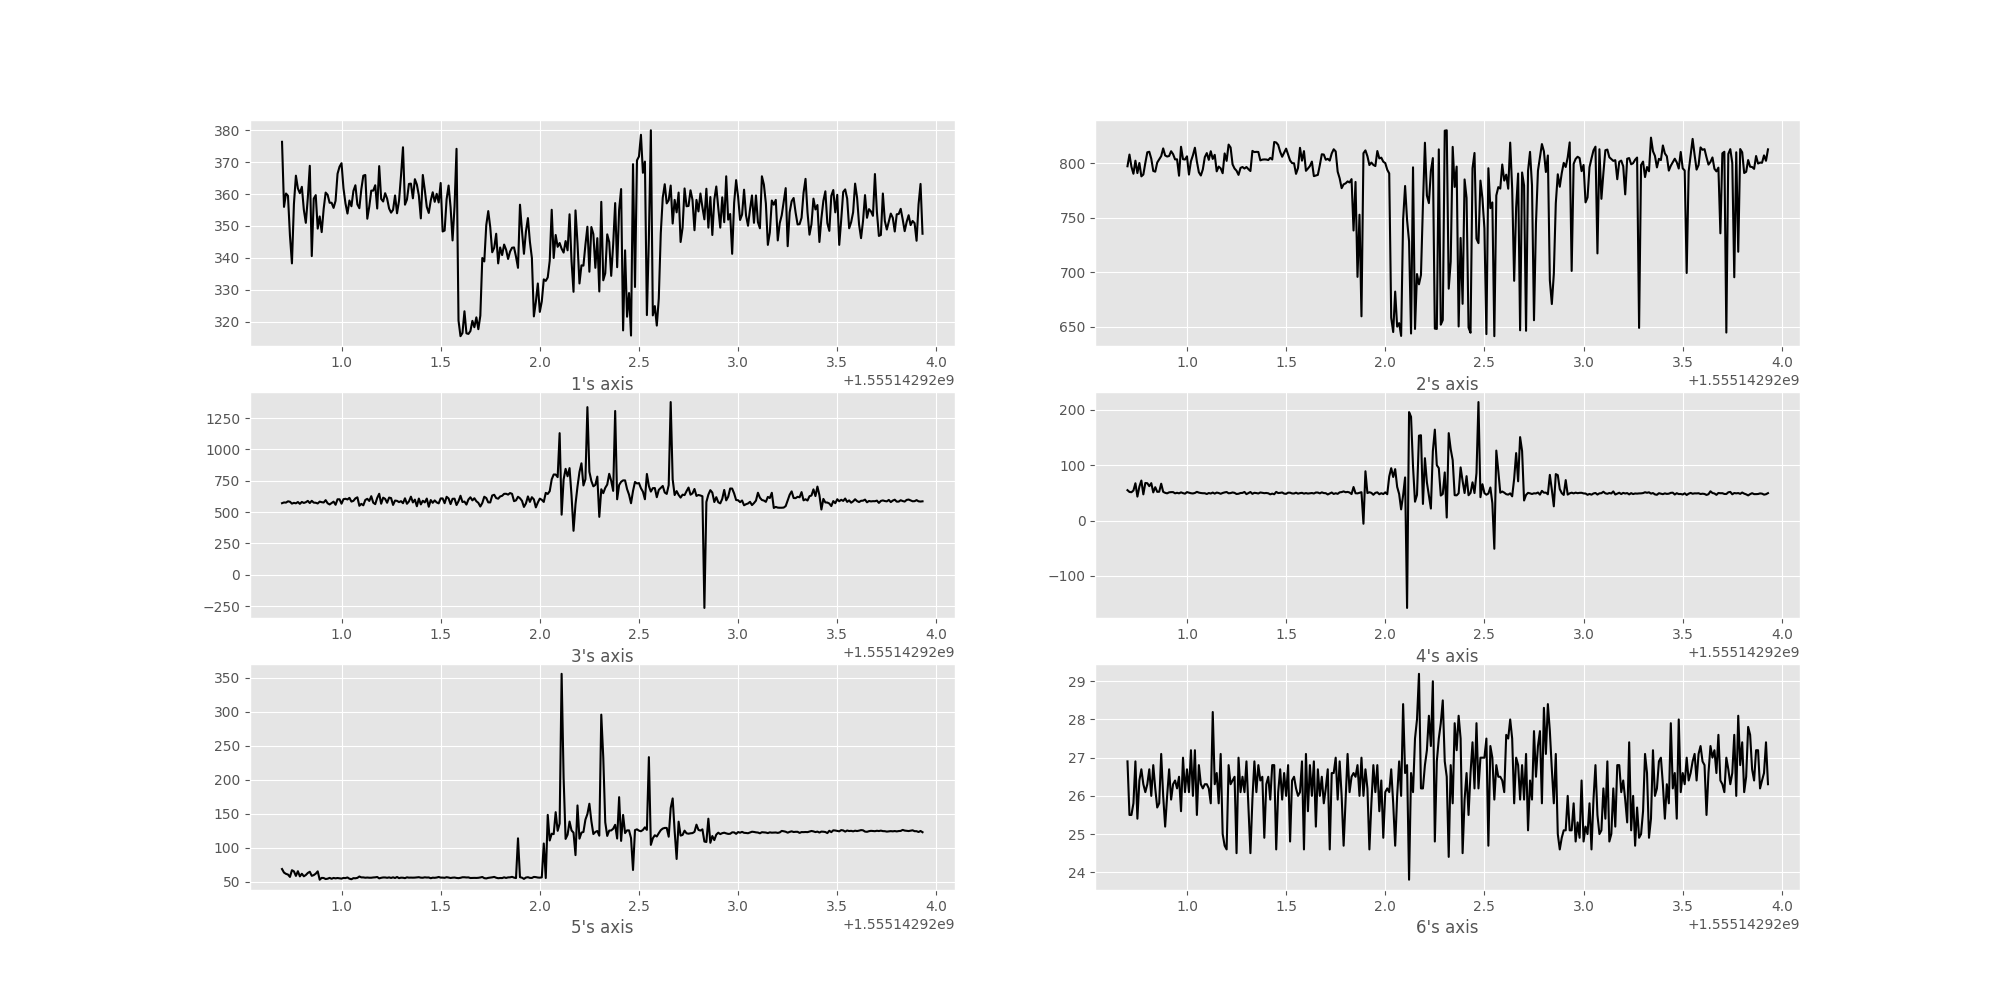 380
370
360
350
340
330
320
1.0 1.5 2.0 2.5 3.0 3.5 4.0
+1.55514292e9
1's axis
800
750
700
650
1.0 1.5 2.0 2.5 3.0 3.5 4.0
+1.55514292e9
2's axis
1250
1000
750
500
250
0
−250
1.0 1.5 2.0 2.5 3.0 3.5 4.0
+1.55514292e9
3's axis
200
100
0
−100
1.0 1.5 2.0 2.5 3.0 3.5 4.0
+1.55514292e9
4's axis
350
300
250
200
150
100
50
1.0 1.5 2.0 2.5 3.0 3.5 4.0
+1.55514292e9
5's axis
29
28
27
26
25
24
1.0 1.5 2.0 2.5 3.0 3.5 4.0
+1.55514292e9
6's axis